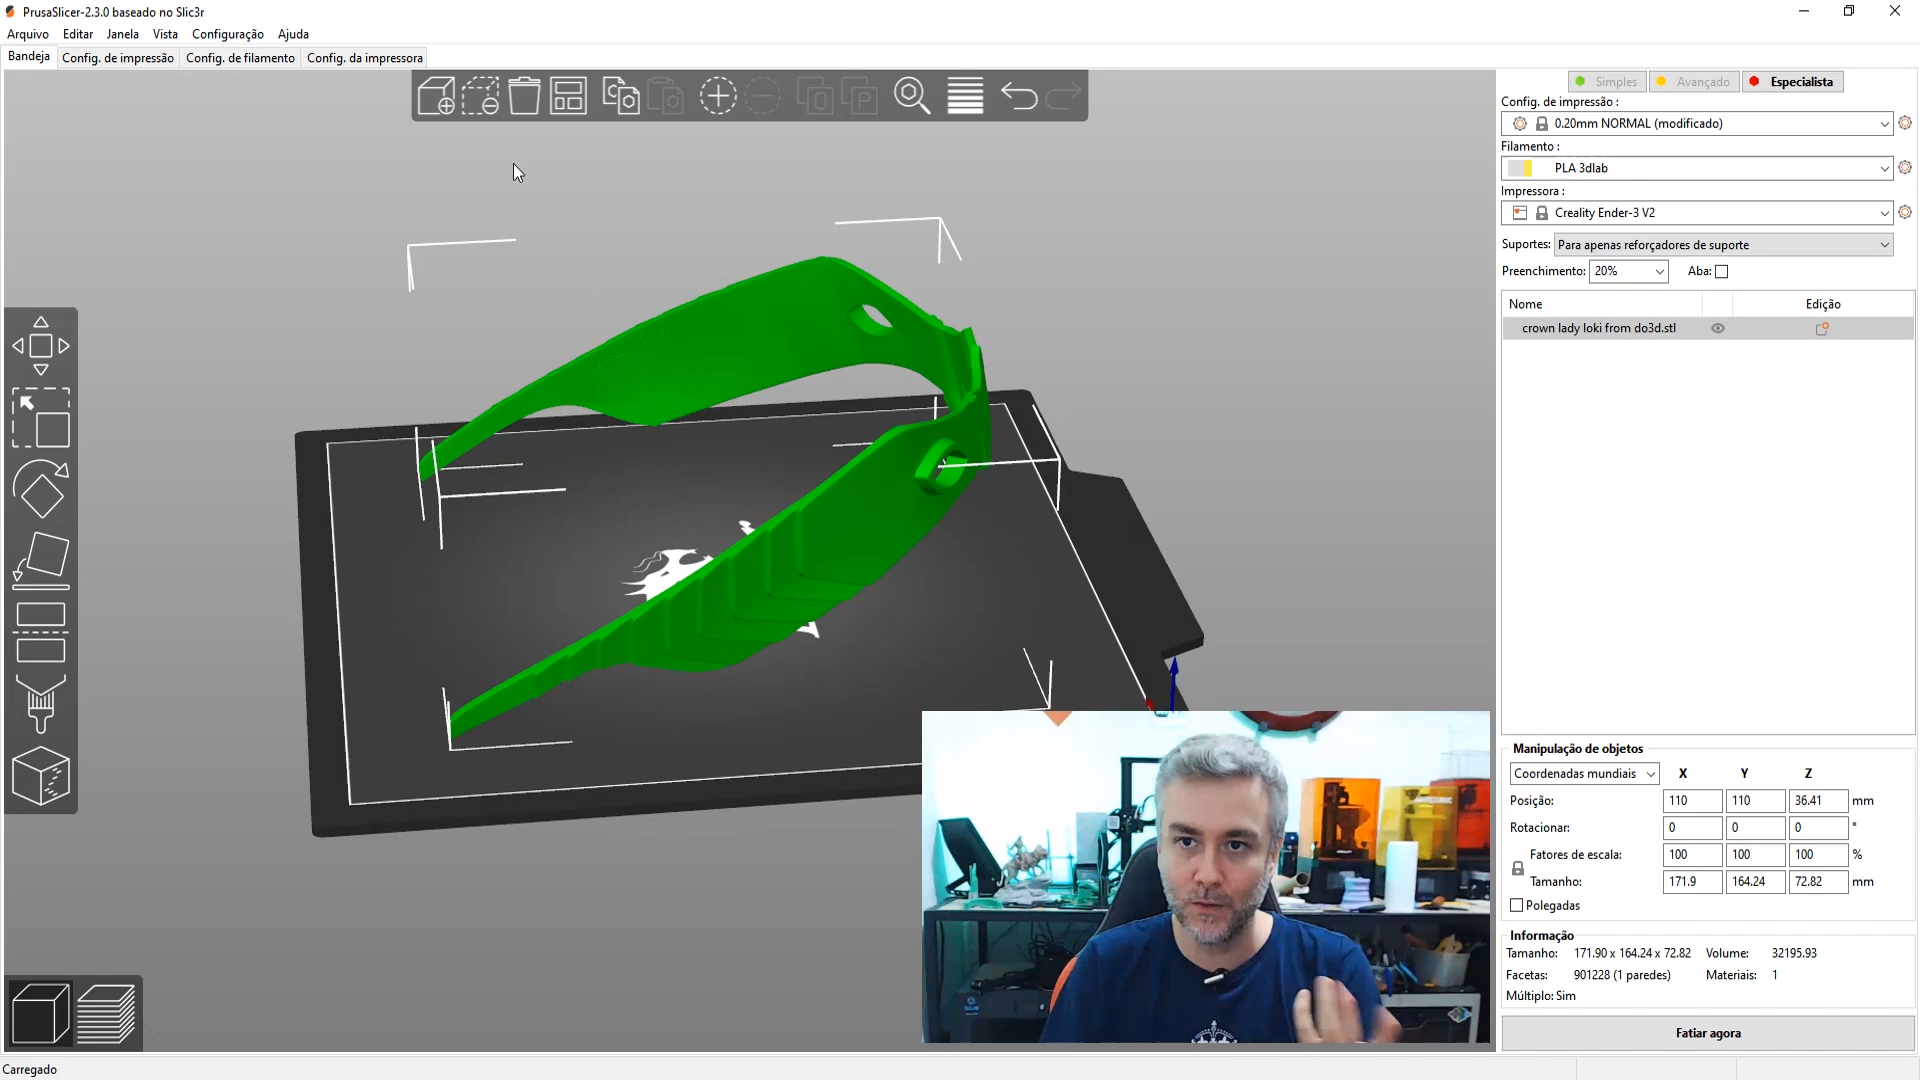 PrusaSlicer-2.3.0 baseado no Slic3r
Arquivo Editar Janela Vista Configuração Ajuda
Bandeja Config. de impressão Config. de filamento Config. da impressora
Simples Avançado Especialista
Config. de impressão :
0.20mm NORMAL (modificado)
Filamento :
PLA 3dlab
Impressora :
Creality Ender-3 V2
Suportes: Para apenas reforçadores de suporte
Preenchimento: 20% Aba:
Nome Edição
crown lady loki from do3d.stl
Manipulação de objetos
Coordenadas mundiais X Y Z
Posição: 110 110 36.41 mm
Rotacionar: 0 0 0 °
Fatores de escala: 100 100 100 %
Tamanho: 171.9 164.24 72.82 mm
Polegadas
Informação
Tamanho: 171.90 x 164.24 x 72.82 Volume: 32195.93
Facetas: 901228 (1 paredes) Materiais: 1
Múltiplo: Sim
Fatiar agora
Carregado